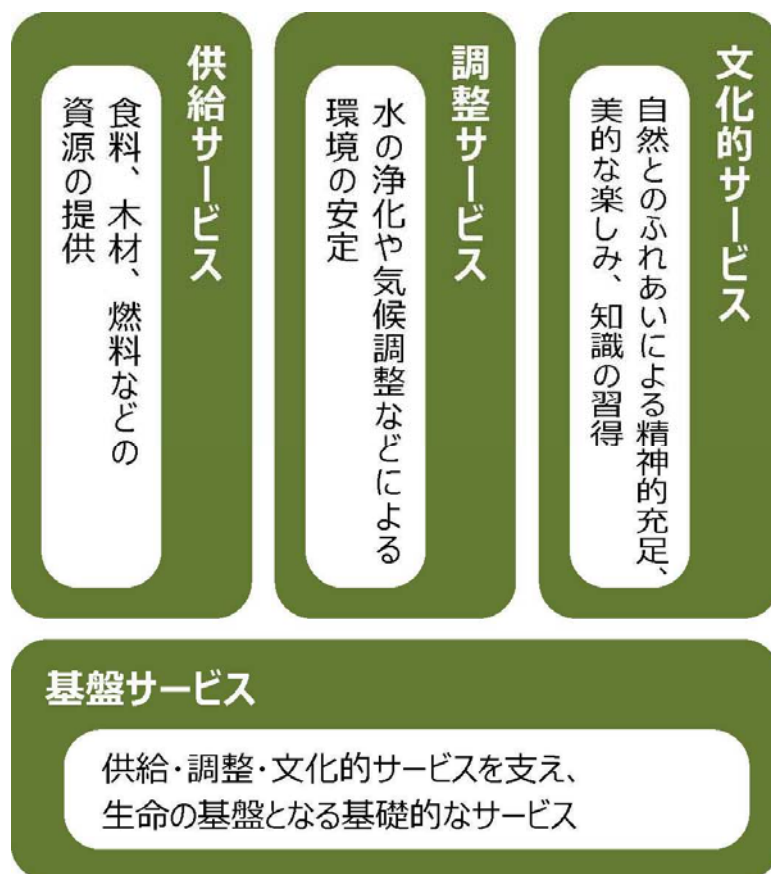 供給サービス
食料、木材、燃料などの
資源の提供
調整サービス
水の浄化や気候調整などによる
環境の安定
文化的サービス
自然とのふれあいによる精神的充足、
美的な楽しみ、知識の習得
基盤サービス
供給・調整・文化的サービスを支え、
生命の基盤となる基礎的なサービス